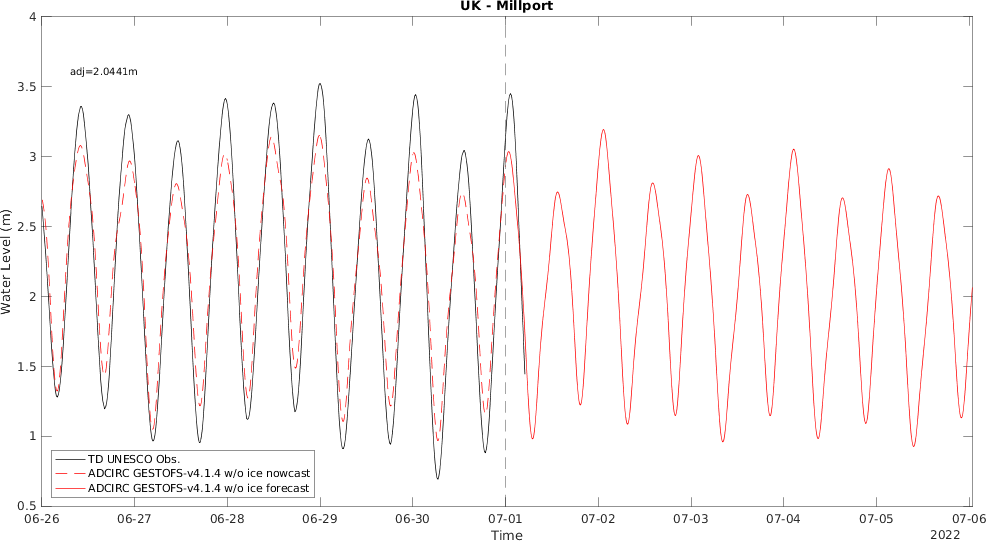 UK - Millport
adj=2.0441m
4
3.5
3
2.5
2
1.5
1
0.5
Water Level (m)
TD UNESCO Obs.
ADCIRC GESTOFS-v4.1.4 w/o ice nowcast
ADCIRC GESTOFS-v4.1.4 w/o ice forecast
06-26 06-27 06-28 06-29 06-30 07-01 07-02 07-03 07-04 07-05 07-06
Time
2022